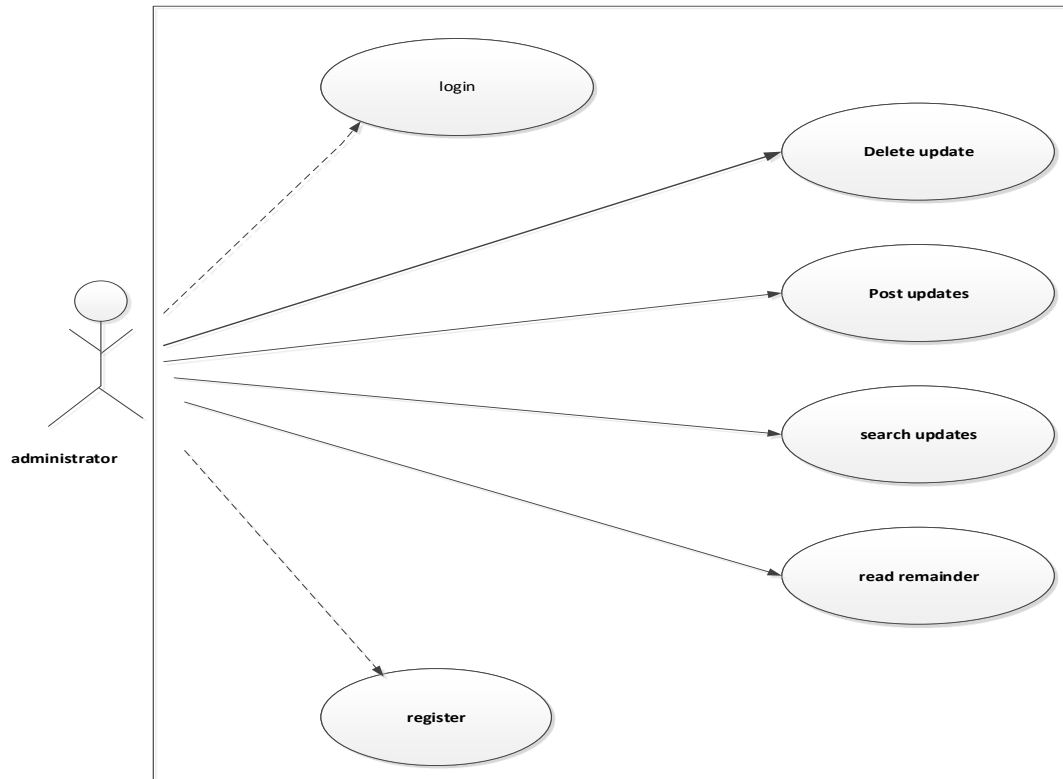 login
Delete update
Post updates
administrator
search updates
read remainder
register